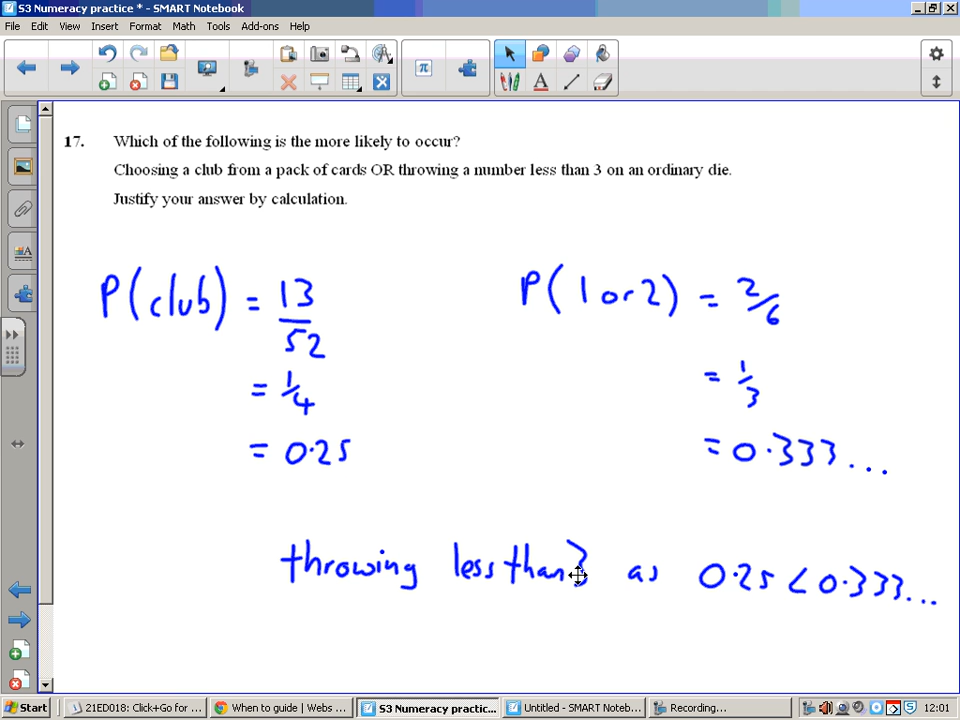 S3 Numeracy practice * - SMART Notebook
File Edit View Insert Format Math Tools Add-ons Help
π
17. Which of the following is the more likely to occur?
Choosing a club from a pack of cards OR throwing a number less than 3 on an ordinary die.
Justify your answer by calculation.
P(club) = 13/52
P(1 or 2) = 2/6
= 1/4
= 1/3
= 0.25
= 0.333...
throwing less than 3 as 0.25 < 0.333...
Start 21ED018: Click+Go for ... When to guide | Webs ... S3 Numeracy practic... Untitled - SMART Noteb... Recording... 12:01